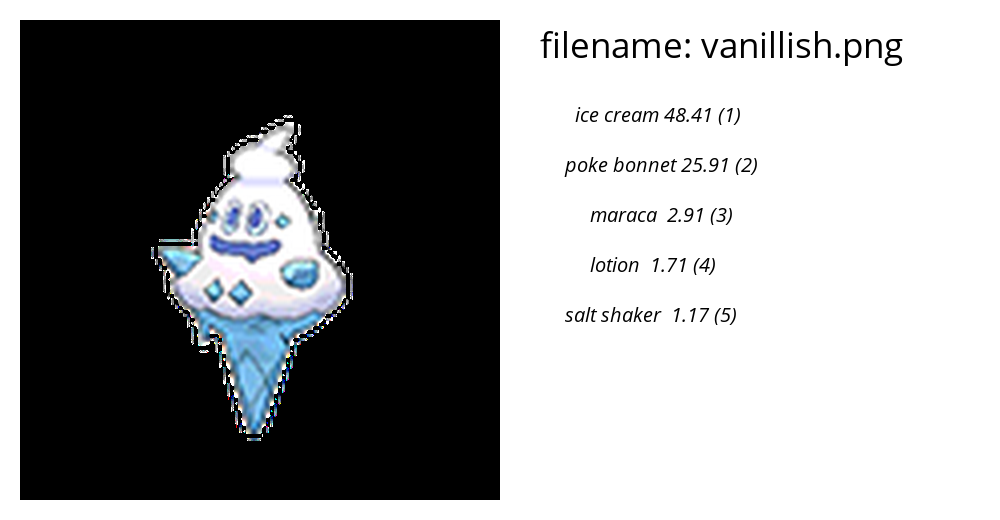 filename: vanillish.png
ice cream 48.41 (1)
poke bonnet 25.91 (2)
maraca 2.91 (3)
lotion 1.71 (4)
salt shaker 1.17 (5)